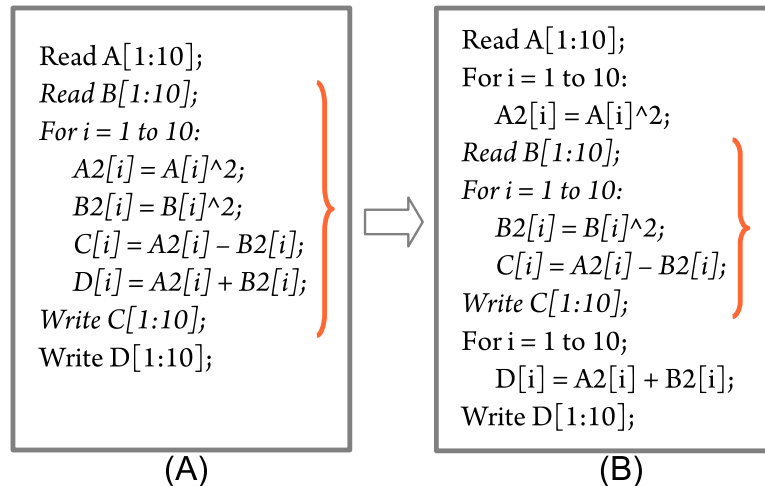 Read A[1:10];
Read B[1:10];
For i = 1 to 10:
A2[i] = A[i]^2;
B2[i] = B[i]^2;
C[i] = A2[i] – B2[i];
D[i] = A2[i] + B2[i];
Write C[1:10];
Write D[1:10];
(A)
Read A[1:10];
For i = 1 to 10:
A2[i] = A[i]^2;
Read B[1:10];
For i = 1 to 10:
B2[i] = B[i]^2;
C[i] = A2[i] – B2[i];
Write C[1:10];
For i = 1 to 10;
D[i] = A2[i] + B2[i];
Write D[1:10];
(B)